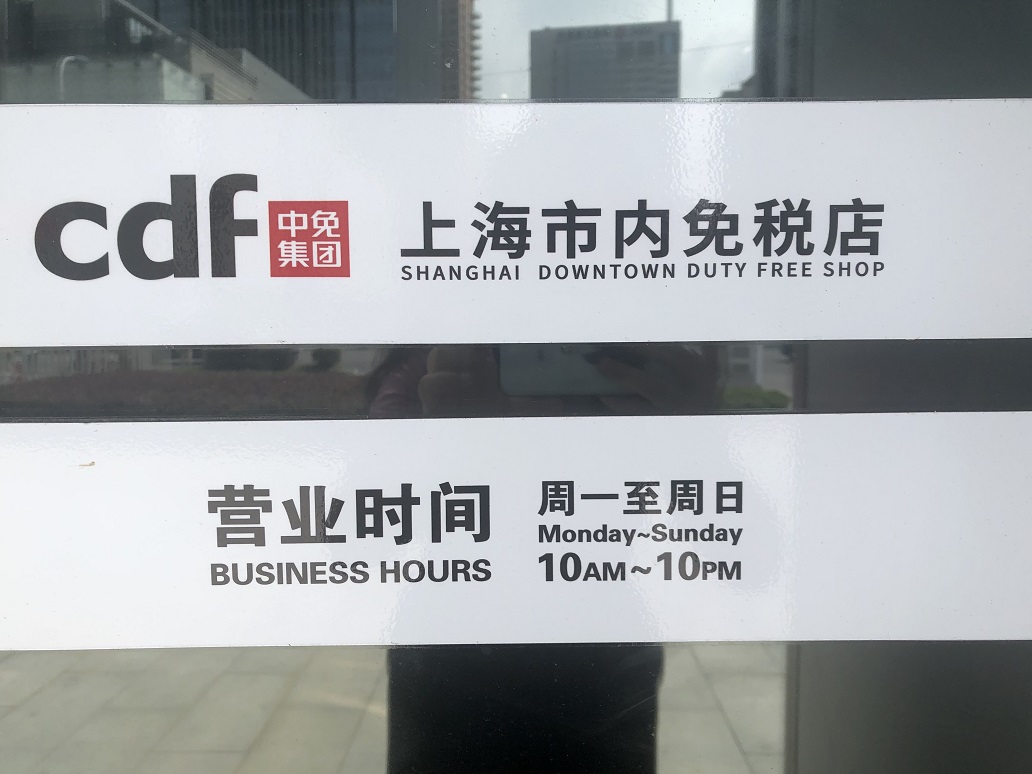 cdf 中免集团 上海市内免税店
SHANGHAI DOWNTOWN DUTY FREE SHOP
营业时间
BUSINESS HOURS
周一至周日
Monday~Sunday
10AM~10PM